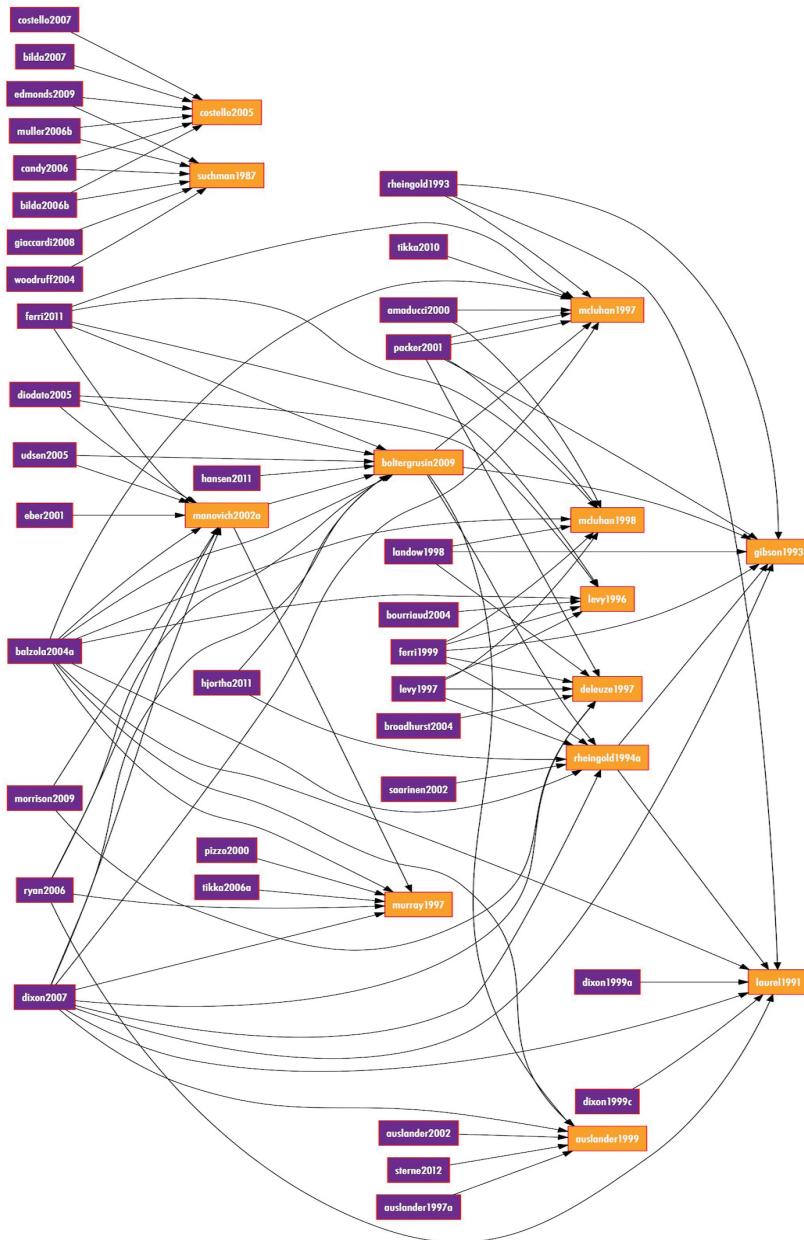 costello2007
bilda2007
edmonds2009
costello2005
muller2006b
candy2006
suchman1987
rheingold1993
bilda2006b
giaccardi2008
tikka2010
woodruff2004
ferri2011
amaducci2000
mcluhan1997
packer2001
diodato2005
udsen2005
hansen2011
boltergrusin2009
eber2001
manovich2002a
mcluhan1998
landow1998
gibson1993
levy1996
bourriaud2004
balzola2004a
ferri1999
hjortha2011
levy1997
deleuze1997
broadhurst2004
rheingold1994a
saarinen2002
morrison2009
pizzo2000
ryan2006
tikka2006a
murray1997
dixon2007
dixon1999a
laurel1991
dixon1999c
auslander2002
auslander1999
sterne2012
auslander1997a